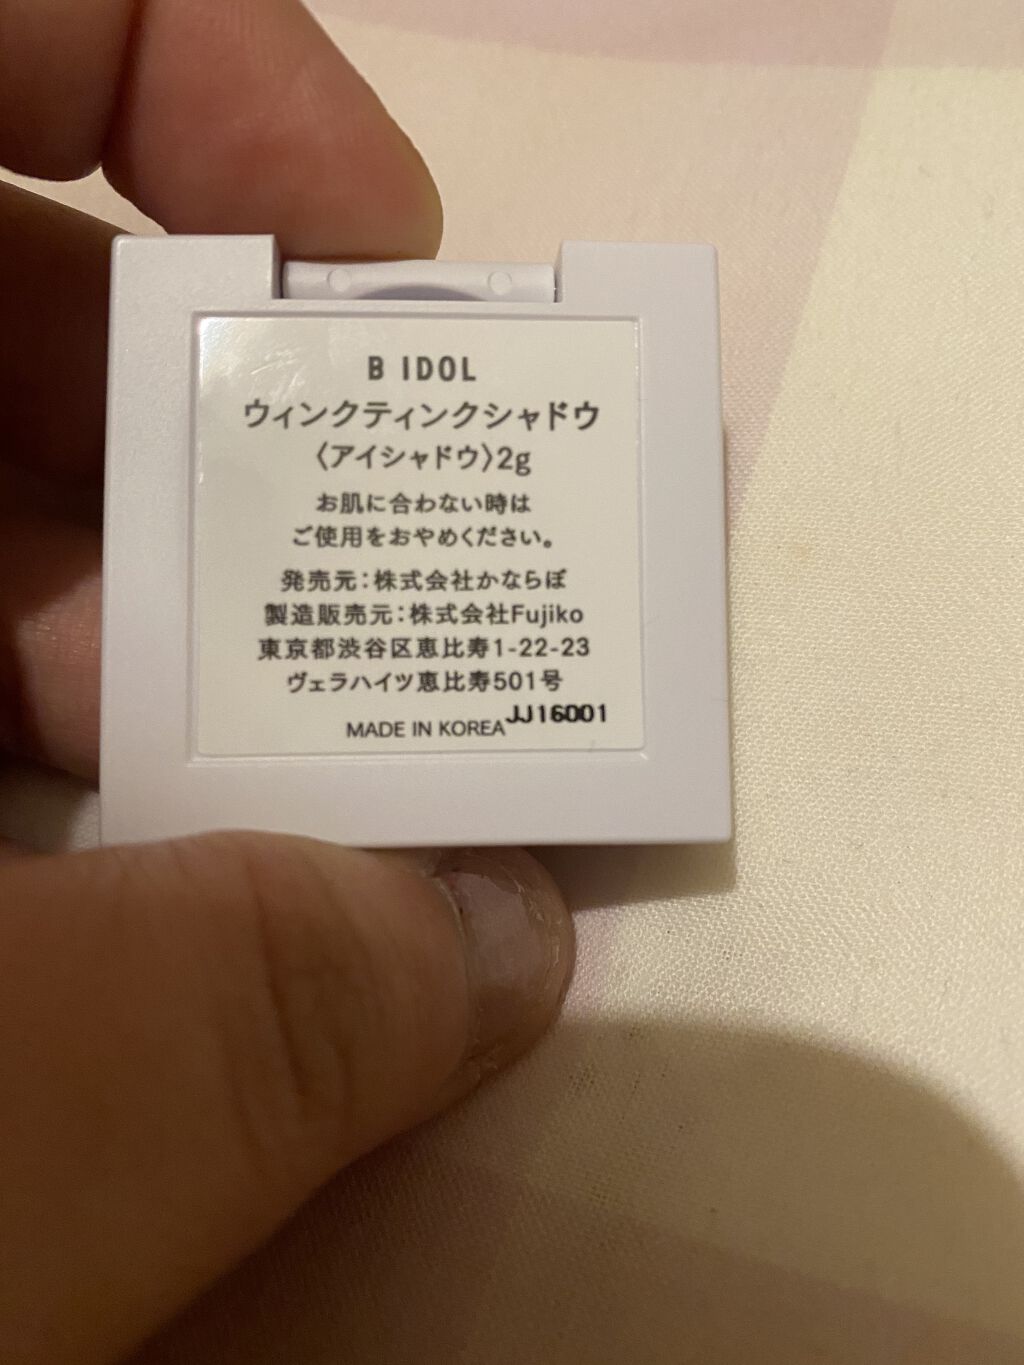 B IDOL
ウィンクティンクシャドウ
〈アイシャドウ〉2g
お肌に合わない時は
ご使用をおやめください。
発売元：株式会社かならぼ
製造販売元：株式会社Fujiko
東京都渋谷区恵比寿1-22-23
ヴェラハイツ恵比寿501号
MADE IN KOREA JJ16001